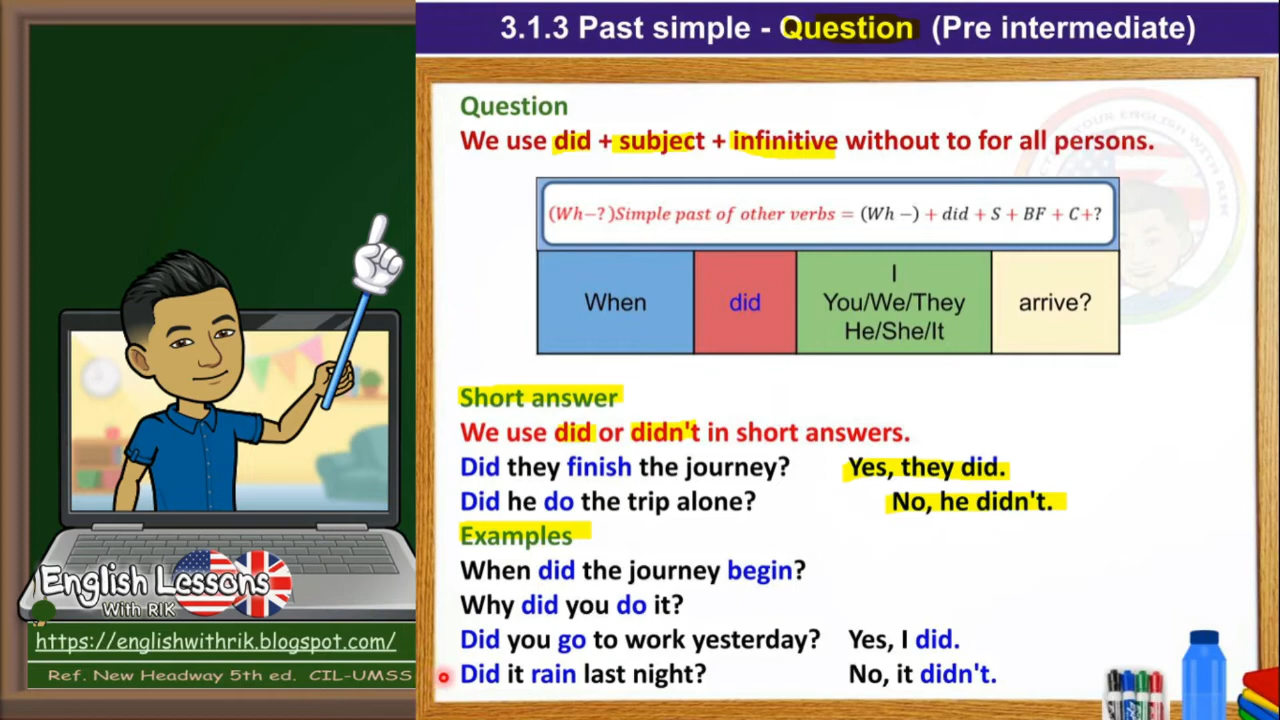 3.1.3 Past simple - Question (Pre intermediate)
Question
We use did + subject + infinitive without to for all persons.
(Wh-?)Simple past of other verbs = (Wh -) + did + S + BF + C+?
When did I You/We/They He/She/It arrive?
Short answer
We use did or didn't in short answers.
Did they finish the journey? Yes, they did.
Did he do the trip alone? No, he didn't.
Examples
When did the journey begin?
Why did you do it?
Did you go to work yesterday? Yes, I did.
Did it rain last night? No, it didn't.
English Lessons
With RIK
https://englishwithrik.blogspot.com/
Ref. New Headway 5th ed. CIL-UMSS